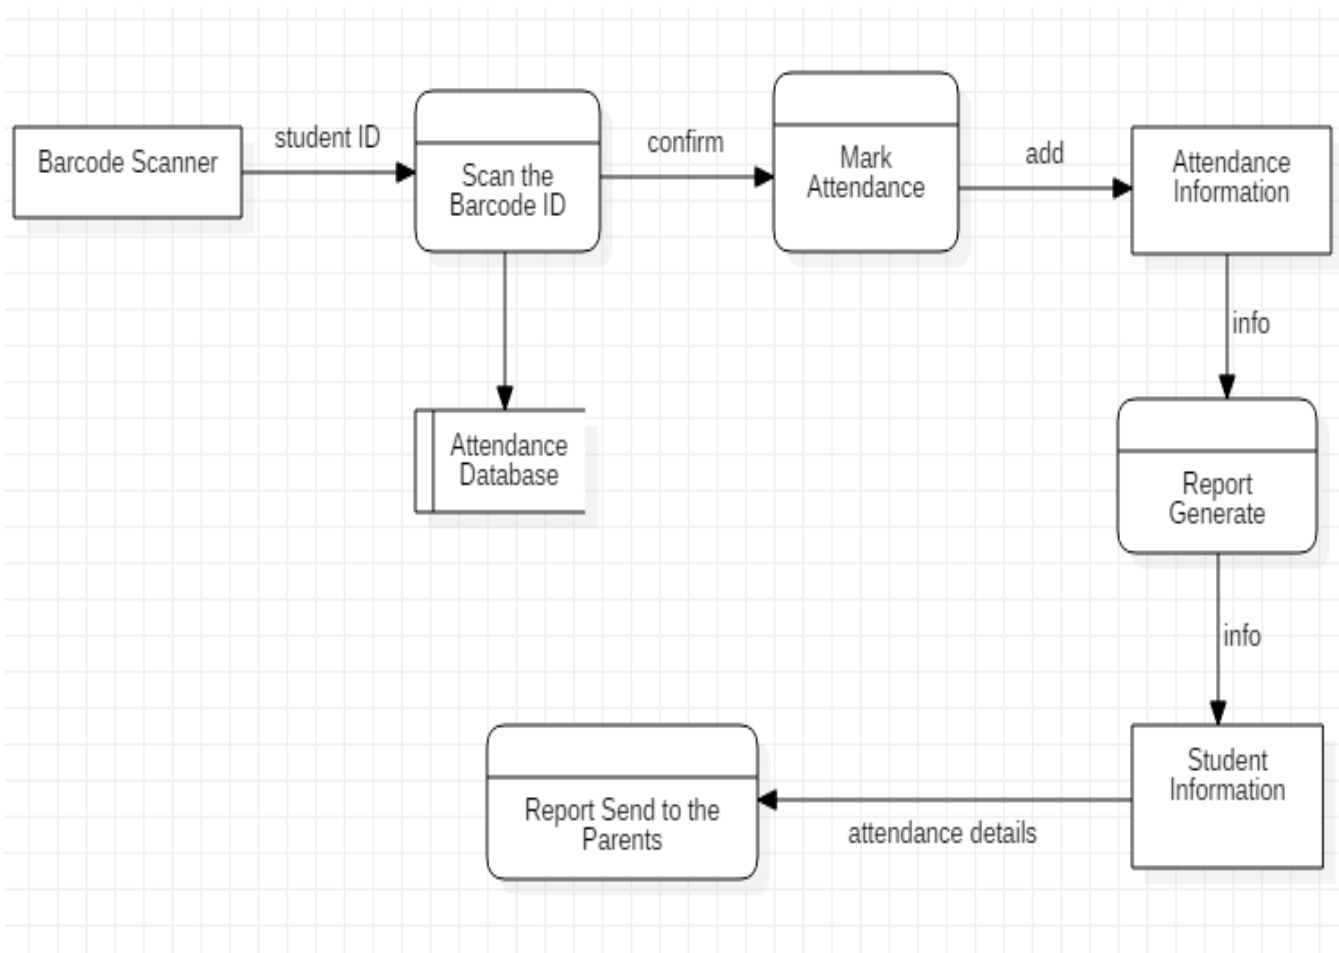 Barcode Scanner
student ID
Scan the
Barcode ID
confirm
Mark
Attendance
add
Attendance
Information
info
Attendance
Database
Report
Generate
info
Student
Information
attendance details
Report Send to the
Parents